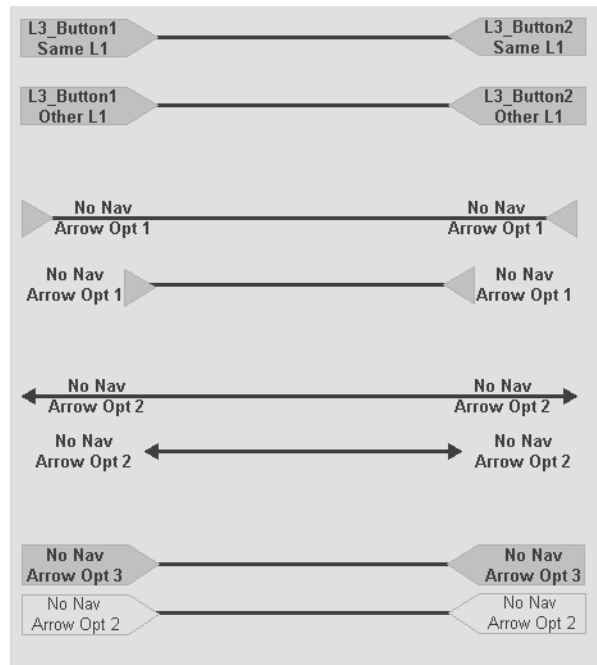 L3_Button1
Same L1
L3_Button2
Same L1
L3_Button1
Other L1
L3_Button2
Other L1
No Nav
Arrow Opt 1
No Nav
Arrow Opt 1
No Nav
Arrow Opt 1
No Nav
Arrow Opt 1
No Nav
Arrow Opt 2
No Nav
Arrow Opt 2
No Nav
Arrow Opt 2
No Nav
Arrow Opt 2
No Nav
Arrow Opt 3
No Nav
Arrow Opt 3
No Nav
Arrow Opt 2
No Nav
Arrow Opt 2